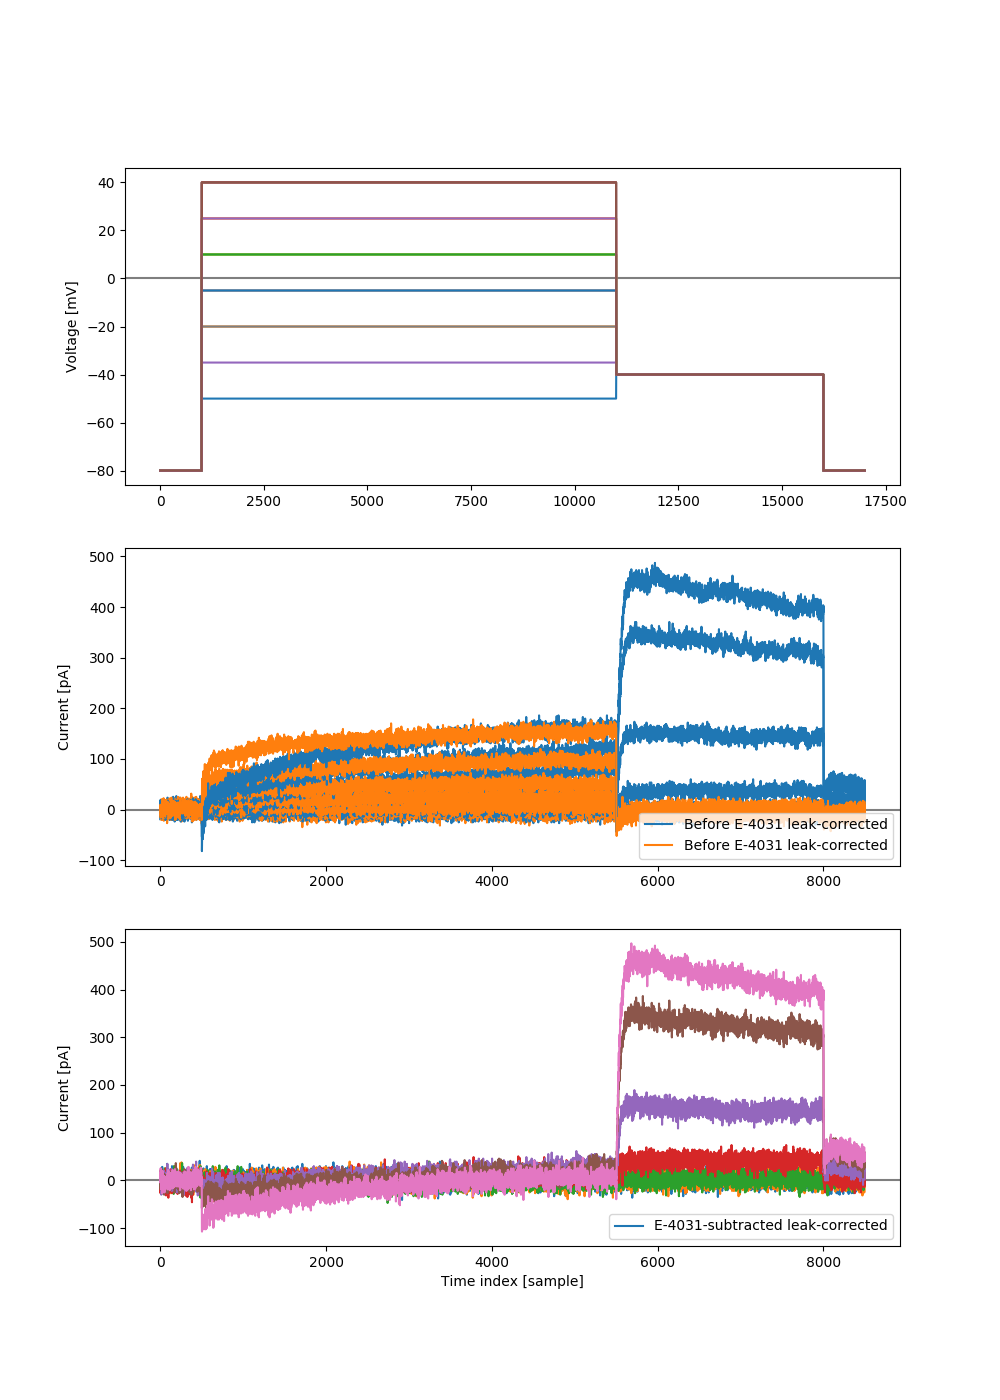 40
20
0
−20
−40
−60
−80
Voltage [mV]
0 2500 5000 7500 10000 12500 15000 17500
500
400
300
200
100
0
−100
Current [pA]
Before E-4031 leak-corrected
Before E-4031 leak-corrected
0 2000 4000 6000 8000
500
400
300
200
100
0
−100
Current [pA]
E-4031-subtracted leak-corrected
0 2000 4000 6000 8000
Time index [sample]